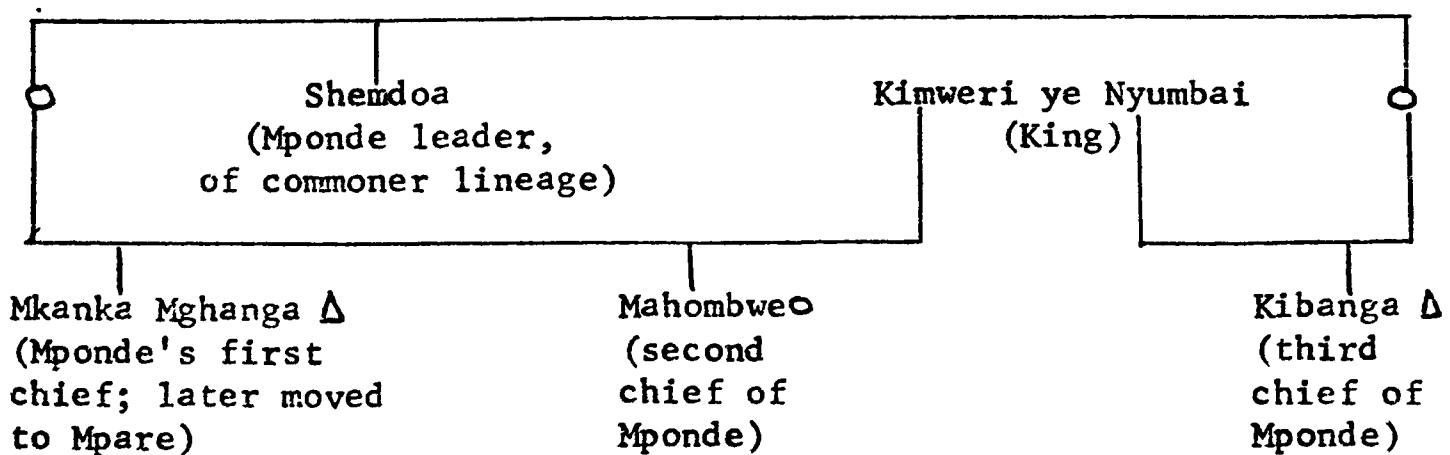 Shemdoa
(Mponde leader,
of commoner lineage)
Kimweri ye Nyumbai
(King)
Mkanka Mghanga Δ
(Mponde's first
chief; later moved
to Mpare)
Mahombwe
(second
chief of
Mponde)
Kibanga Δ
(third
chief of
Mponde)